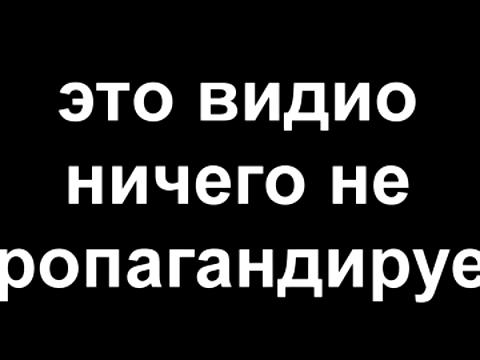 это видио
ничего не
ропагандируе